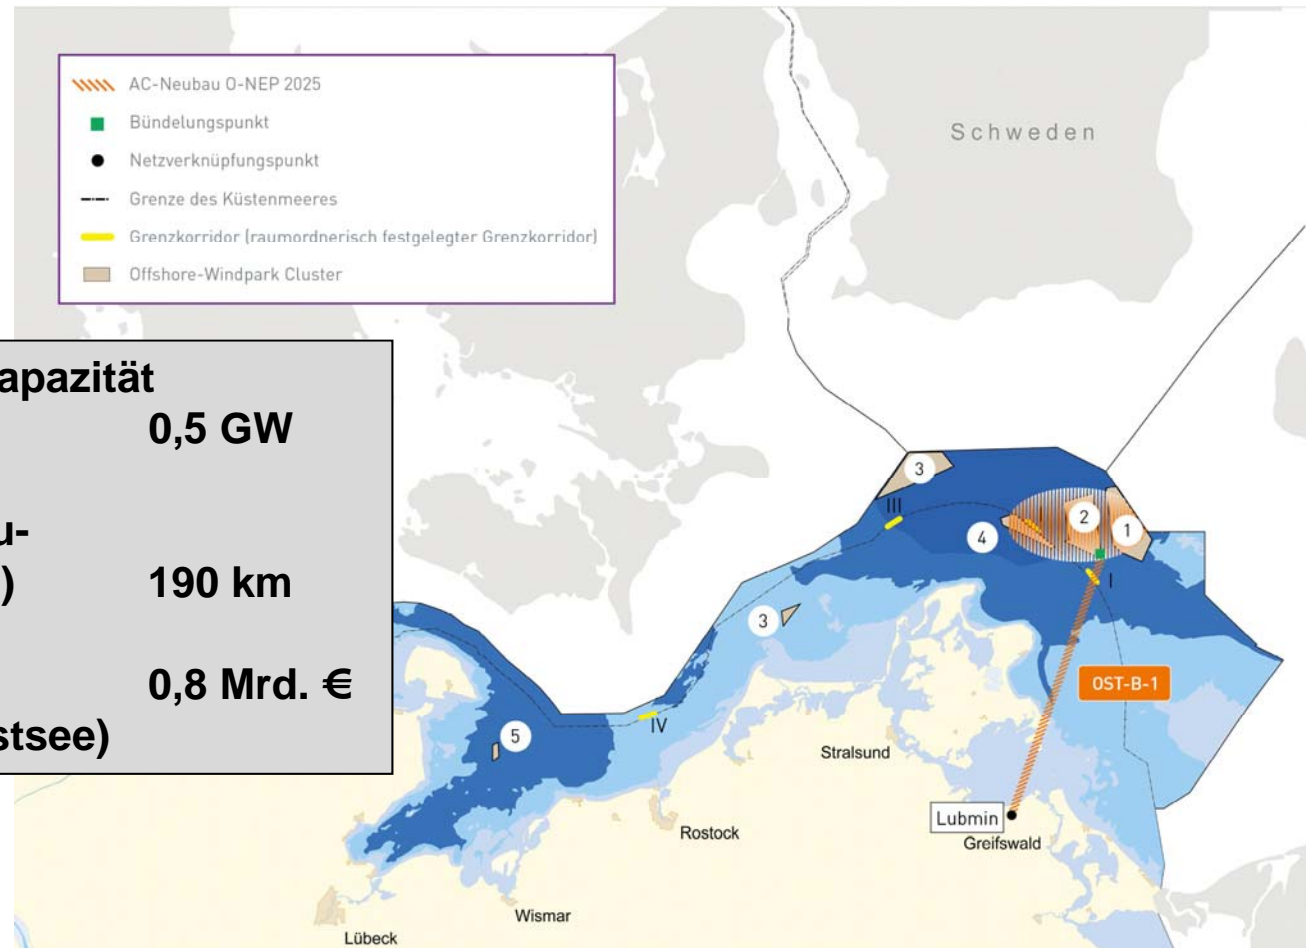 AC-Neubau O-NEP 2025
Bündelungspunkt
Netzverknüpfungspunkt
Grenze des Küstenmeeres
Grenzkorridor (raumordnerisch festgelegter Grenzkorridor)
Offshore-Windpark Cluster
Schweden
apazität
0,5 GW
u-
) 190 km
0,8 Mrd. €
stsee)
3
III
2
1
4
I
3
OST-B-1
IV
5
Stralsund
Lubmin
Rostock
Greifswald
Wismar
Lübeck